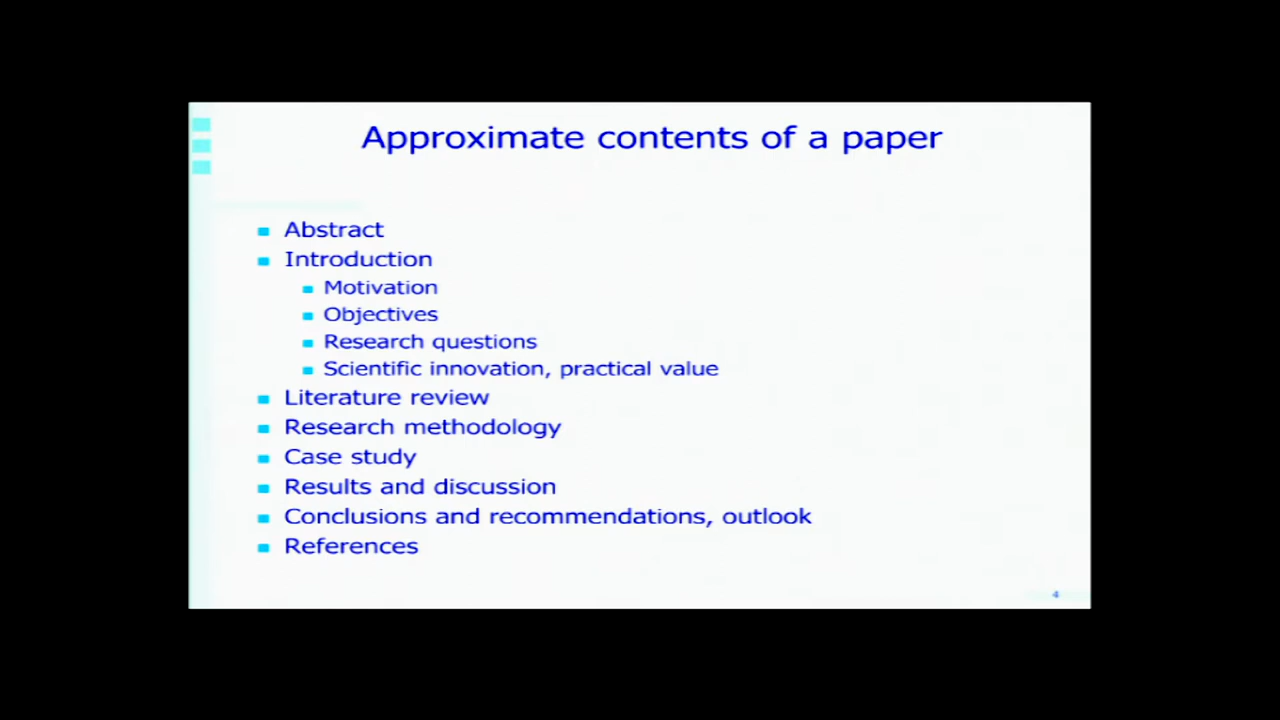 Approximate contents of a paper
Abstract
Introduction
Motivation
Objectives
Research questions
Scientific innovation, practical value
Literature review
Research methodology
Case study
Results and discussion
Conclusions and recommendations, outlook
References
4